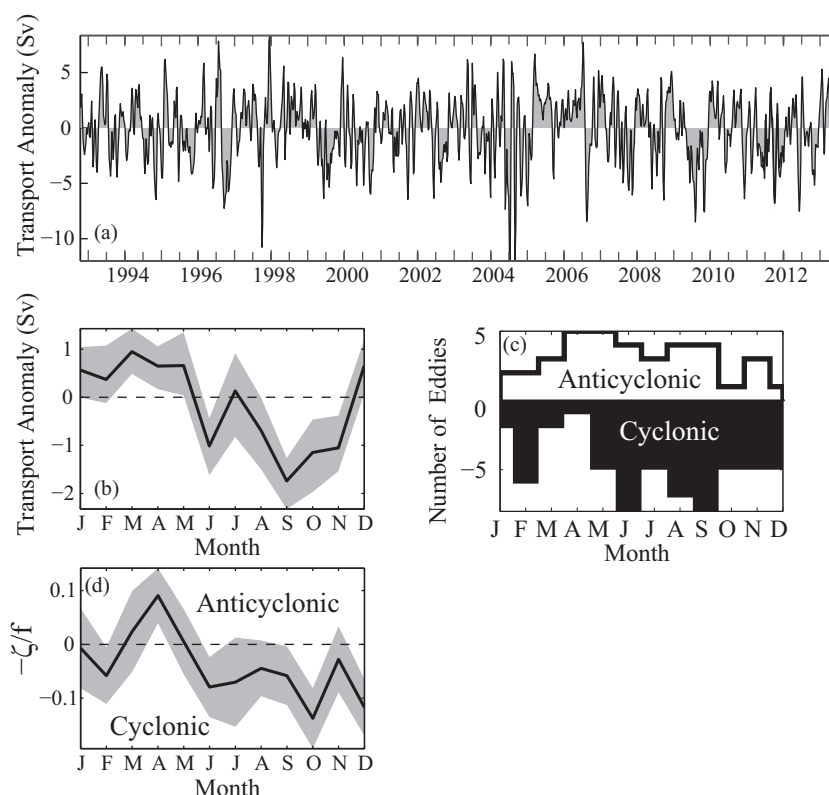 Transport Anomaly (Sv)
5
0
−5
−10
(a)
1994 1996 1998 2000 2002 2004 2006 2008 2010 2012
Transport Anomaly (Sv)
1
0
−1
−2
(b)
J F M A M J J A S O N D
Month
Number of Eddies
5
0
−5
(c)
Anticyclonic
Cyclonic
J F M A M J J A S O N D
Month
−ζ/f
0.1
0
−0.1
(d)
Anticyclonic
Cyclonic
J F M A M J J A S O N D
Month